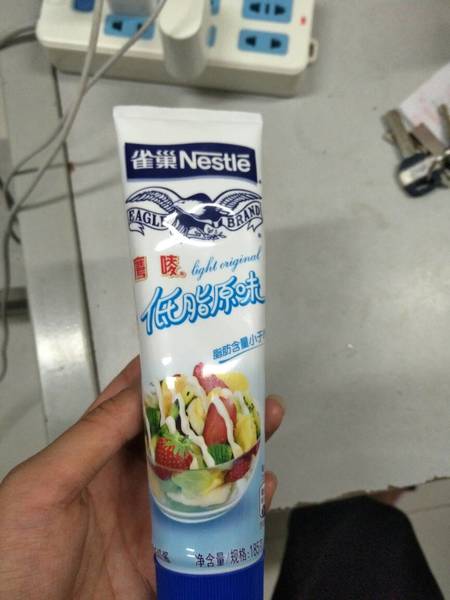 雀巢Nestlé
EAGLE BRAND
鹰唛 light original
低脂原味
脂肪含量小于
净含量/规格:185